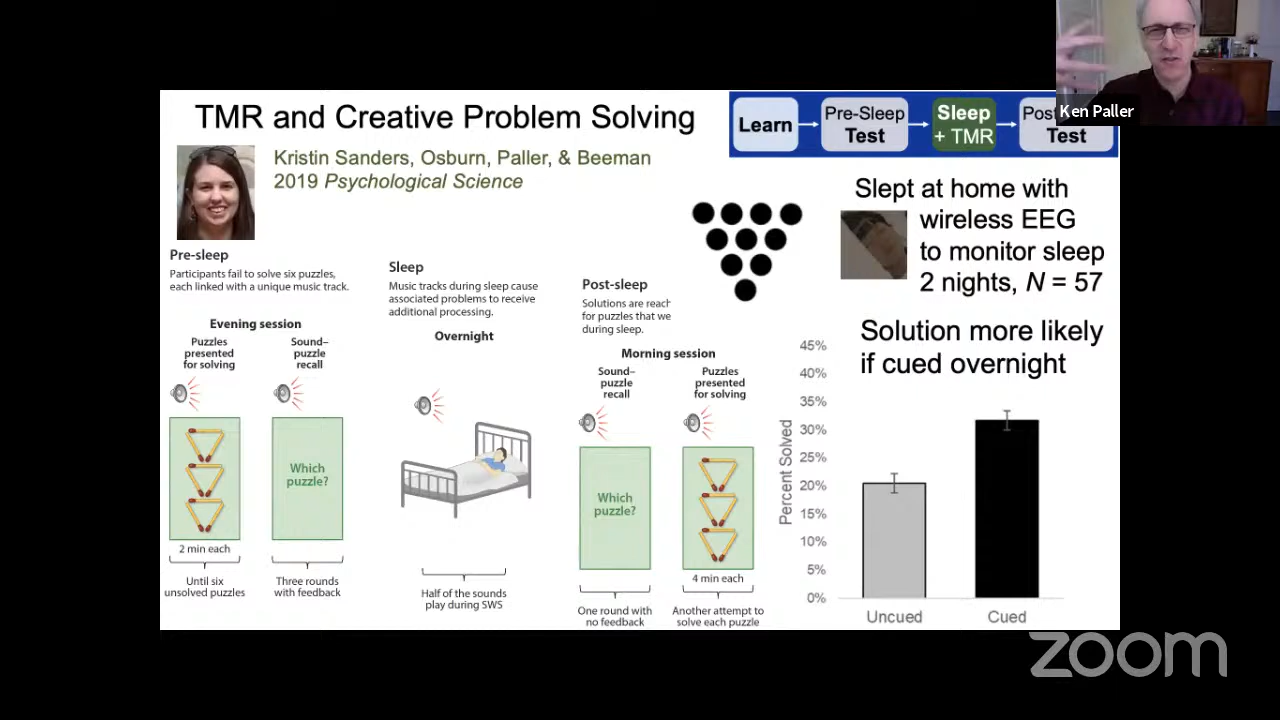 TMR and Creative Problem Solving
Kristin Sanders, Osburn, Paller, & Beeman
2019 Psychological Science
Learn
Pre-Sleep
Test
Sleep
+ TMR
Pos
Test
Ken Paller
Pre-sleep
Participants fail to solve six puzzles,
each linked with a unique music track.
Evening session
Puzzles
presented
for solving
Sound–
puzzle
recall
Which
puzzle?
2 min each
Until six
unsolved puzzles
Three rounds
with feedback
Sleep
Music tracks during sleep cause
associated problems to receive
additional processing.
Overnight
Half of the sounds
play during SWS
Post-sleep
Solutions are reach
for puzzles that we
during sleep.
Morning session
Sound–
puzzle
recall
Puzzles
presented
for solving
Which
puzzle?
4 min each
One round with
no feedback
Another attempt to
solve each puzzle
Slept at home with
wireless EEG
to monitor sleep
2 nights, N = 57
Solution more likely
if cued overnight
Percent Solved
45%
40%
35%
30%
25%
20%
15%
10%
5%
0%
Uncued
Cued
zoom